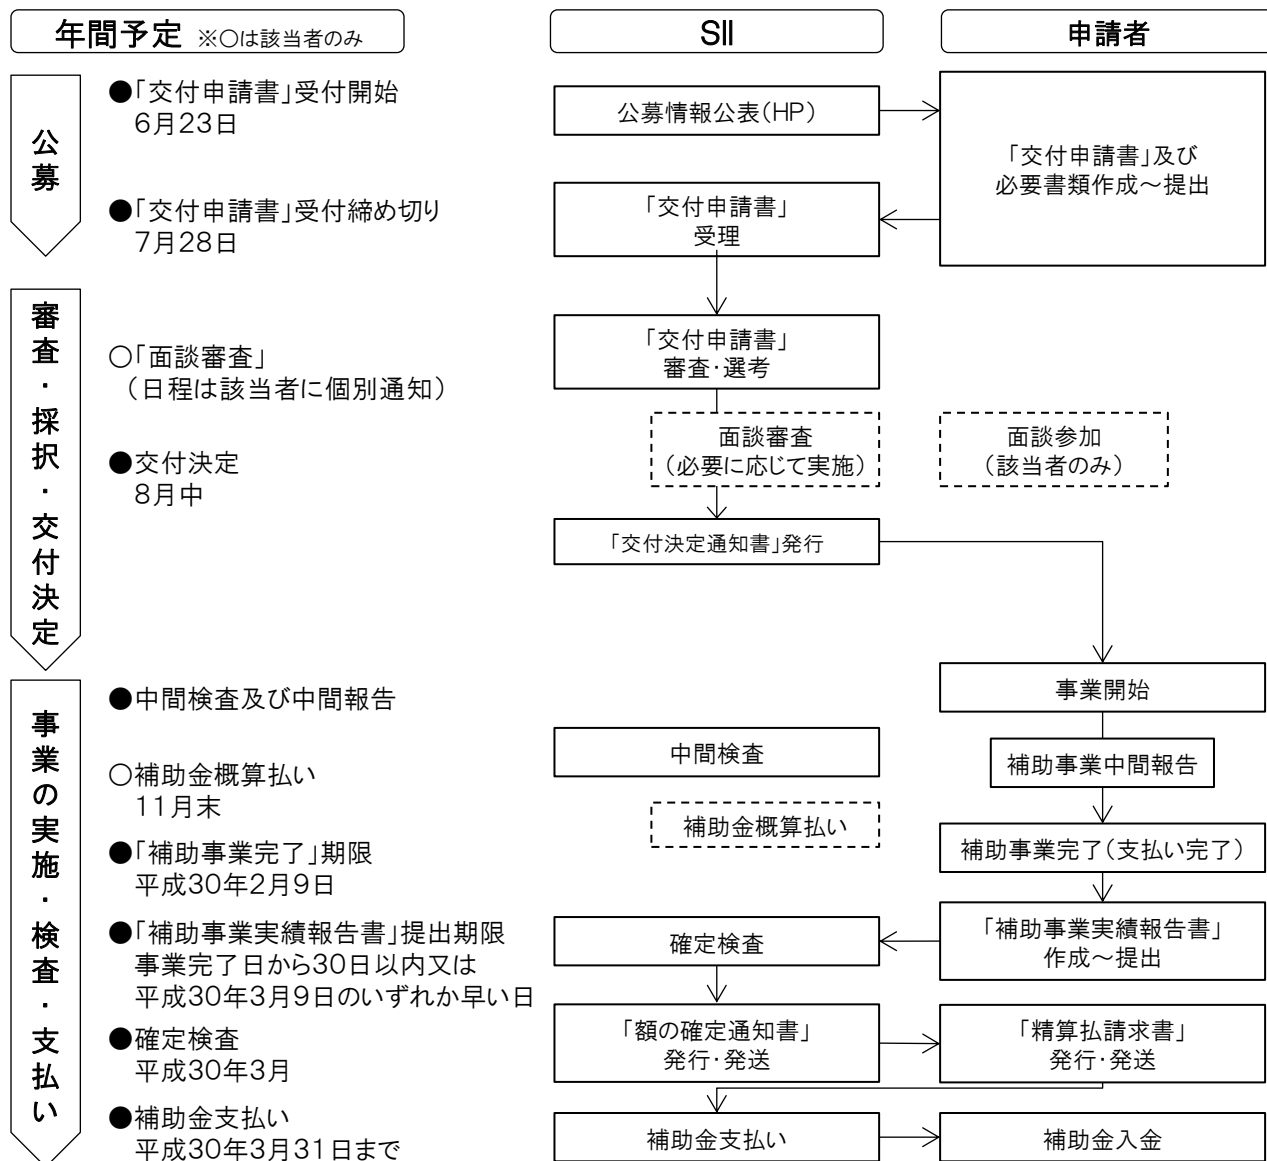 年間予定 ※○は該当者のみ
SII
申請者
公募
●「交付申請書」受付開始
6月23日
●「交付申請書」受付締め切り
7月28日
公募情報公表(HP)
「交付申請書」及び
必要書類作成～提出
「交付申請書」
受理
審査・採択・交付決定
○「面談審査」
（日程は該当者に個別通知）
●交付決定
8月中
「交付申請書」
審査・選考
面談審査
（必要に応じて実施）
面談参加
（該当者のみ）
「交付決定通知書」発行
事業の実施・検査・支払い
●中間検査及び中間報告
○補助金概算払い
11月末
●「補助事業完了」期限
平成30年2月9日
●「補助事業実績報告書」提出期限
事業完了日から30日以内又は
平成30年3月9日のいずれか早い日
●確定検査
平成30年3月
●補助金支払い
平成30年3月31日まで
事業開始
中間検査
補助事業中間報告
補助金概算払い
補助事業完了（支払い完了）
確定検査
「補助事業実績報告書」
作成～提出
「額の確定通知書」
発行・発送
「精算払請求書」
発行・発送
補助金支払い
補助金入金